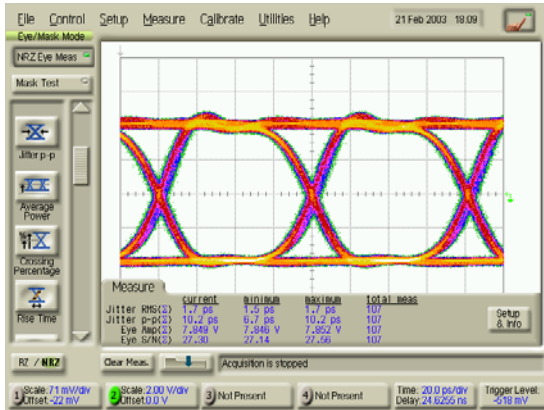 File Control Setup Measure Calibrate Utilities Help 21 Feb 2003 18:09
Eye/Mask Mode
NRZ Eye Meas
Mask Test
Jitter p-p
Average
Power
Crossing
Percentage
Rise Time
Measure
current minimum maximum total meas
Jitter RMS(Σ) 1.7 ps 1.5 ps 1.7 ps 107
Jitter p-p(Σ) 10.2 ps 6.7 ps 10.2 ps 107
Eye Amp(Σ) 7.849 V 7.846 V 7.852 V 107
Eye S/N(Σ) 27.30 27.14 27.56 107
Setup
& Info
RZ / NRZ
Clear Meas.
Acquisition is stopped
1 Scale:71 mV/div
Offset:-22 mV
2 Scale:2.00 V/div
Offset:0.0 V
3 Not Present
4 Not Present
Time: 20.0 ps/div
Delay:24.6255 ns
Trigger Level:
-518 mV